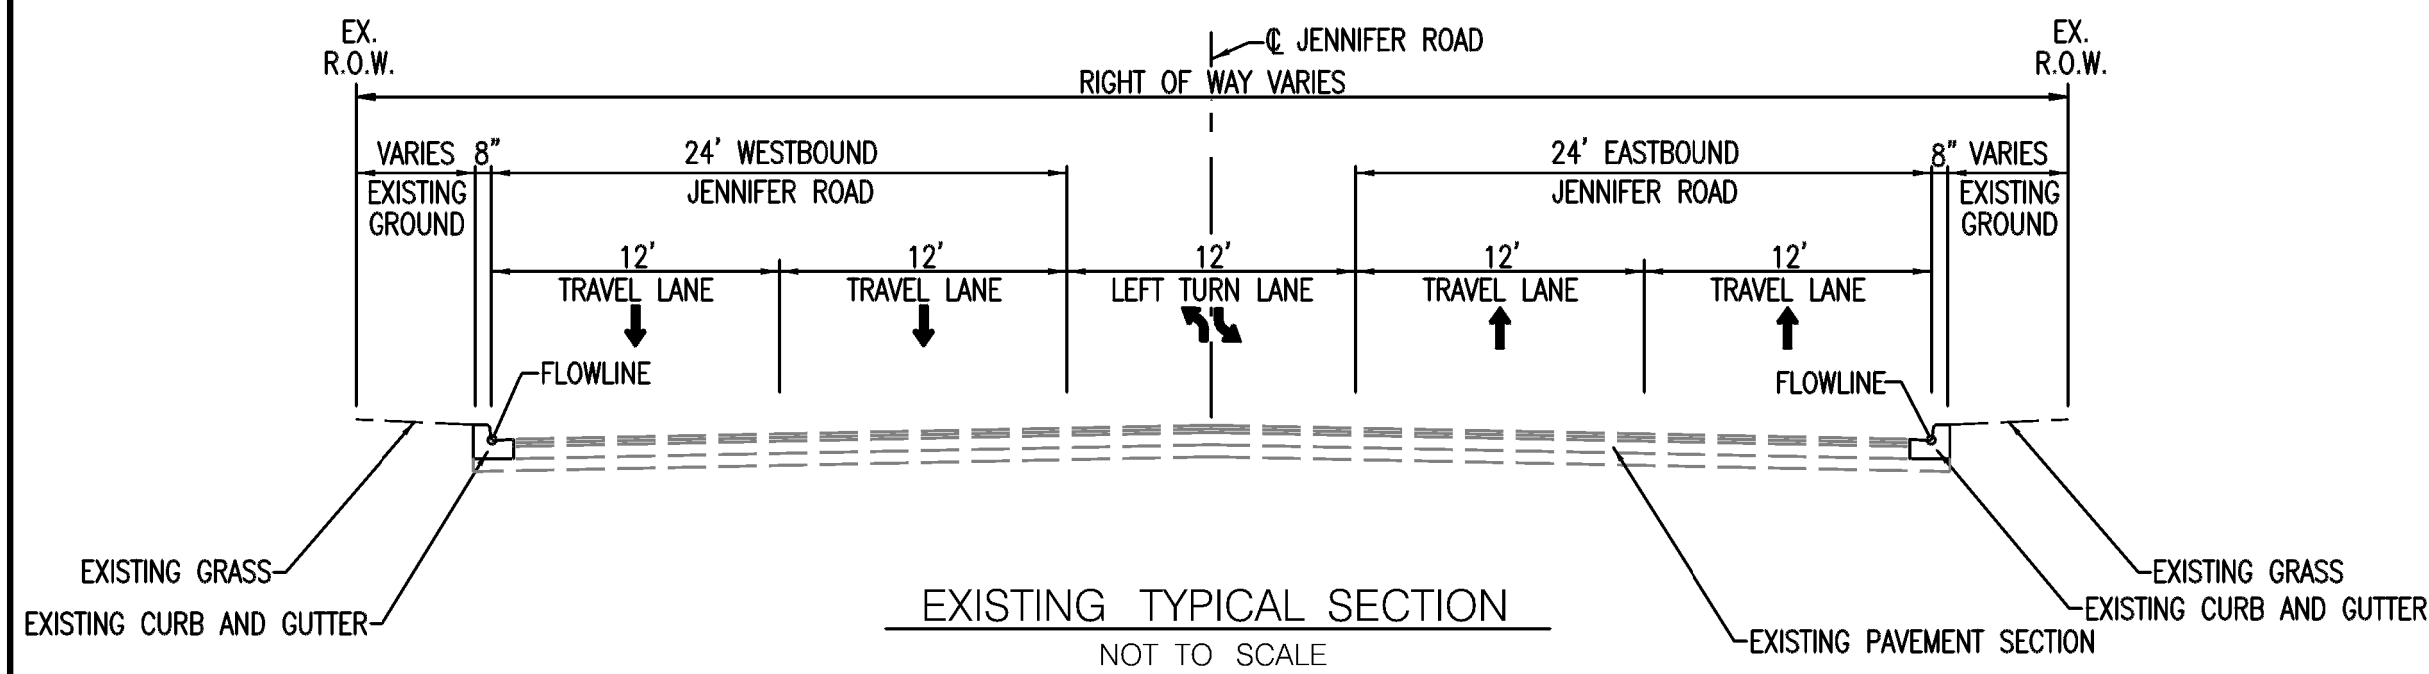 EX.
R.O.W.
℄ JENNIFER ROAD
EX.
R.O.W.
RIGHT OF WAY VARIES
VARIES 8" 24' WESTBOUND 24' EASTBOUND 8" VARIES
EXISTING
GROUND
JENNIFER ROAD
JENNIFER ROAD
EXISTING
GROUND
12' 12' 12' 12' 12'
TRAVEL LANE TRAVEL LANE LEFT TURN LANE TRAVEL LANE TRAVEL LANE
FLOWLINE
FLOWLINE
EXISTING GRASS
EXISTING CURB AND GUTTER
EXISTING GRASS
EXISTING CURB AND GUTTER
EXISTING PAVEMENT SECTION
EXISTING TYPICAL SECTION
NOT TO SCALE